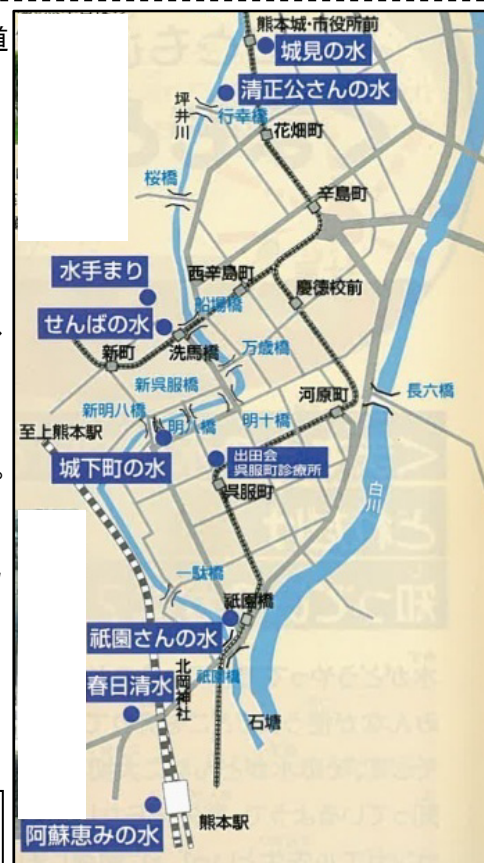 道
熊本城・市役所前
城見の水
清正公さんの水
坪井川
行幸橋
花畑町
桜橋
辛島町
水手まり
西辛島町
慶徳校前
船場橋
せんばの水
新町
洗馬橋
万歳橋
新呉服橋
河原町
長六橋
新明八橋
明八橋
明十橋
至上熊本駅
城下町の水
出田会
呉服町診療所
呉服町
白川
一駄橋
祇園橋
祇園さんの水
祇園橋
北岡神社
春日清水
石塘
熊本駅
阿蘇恵みの水